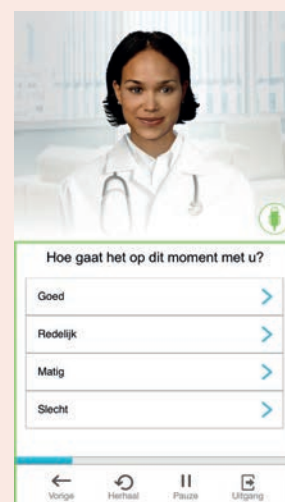 Hoe gaat het op dit moment met u?
Goed
Redelijk
Matig
Slecht
Vorige Herhaal Pauze Uitgang